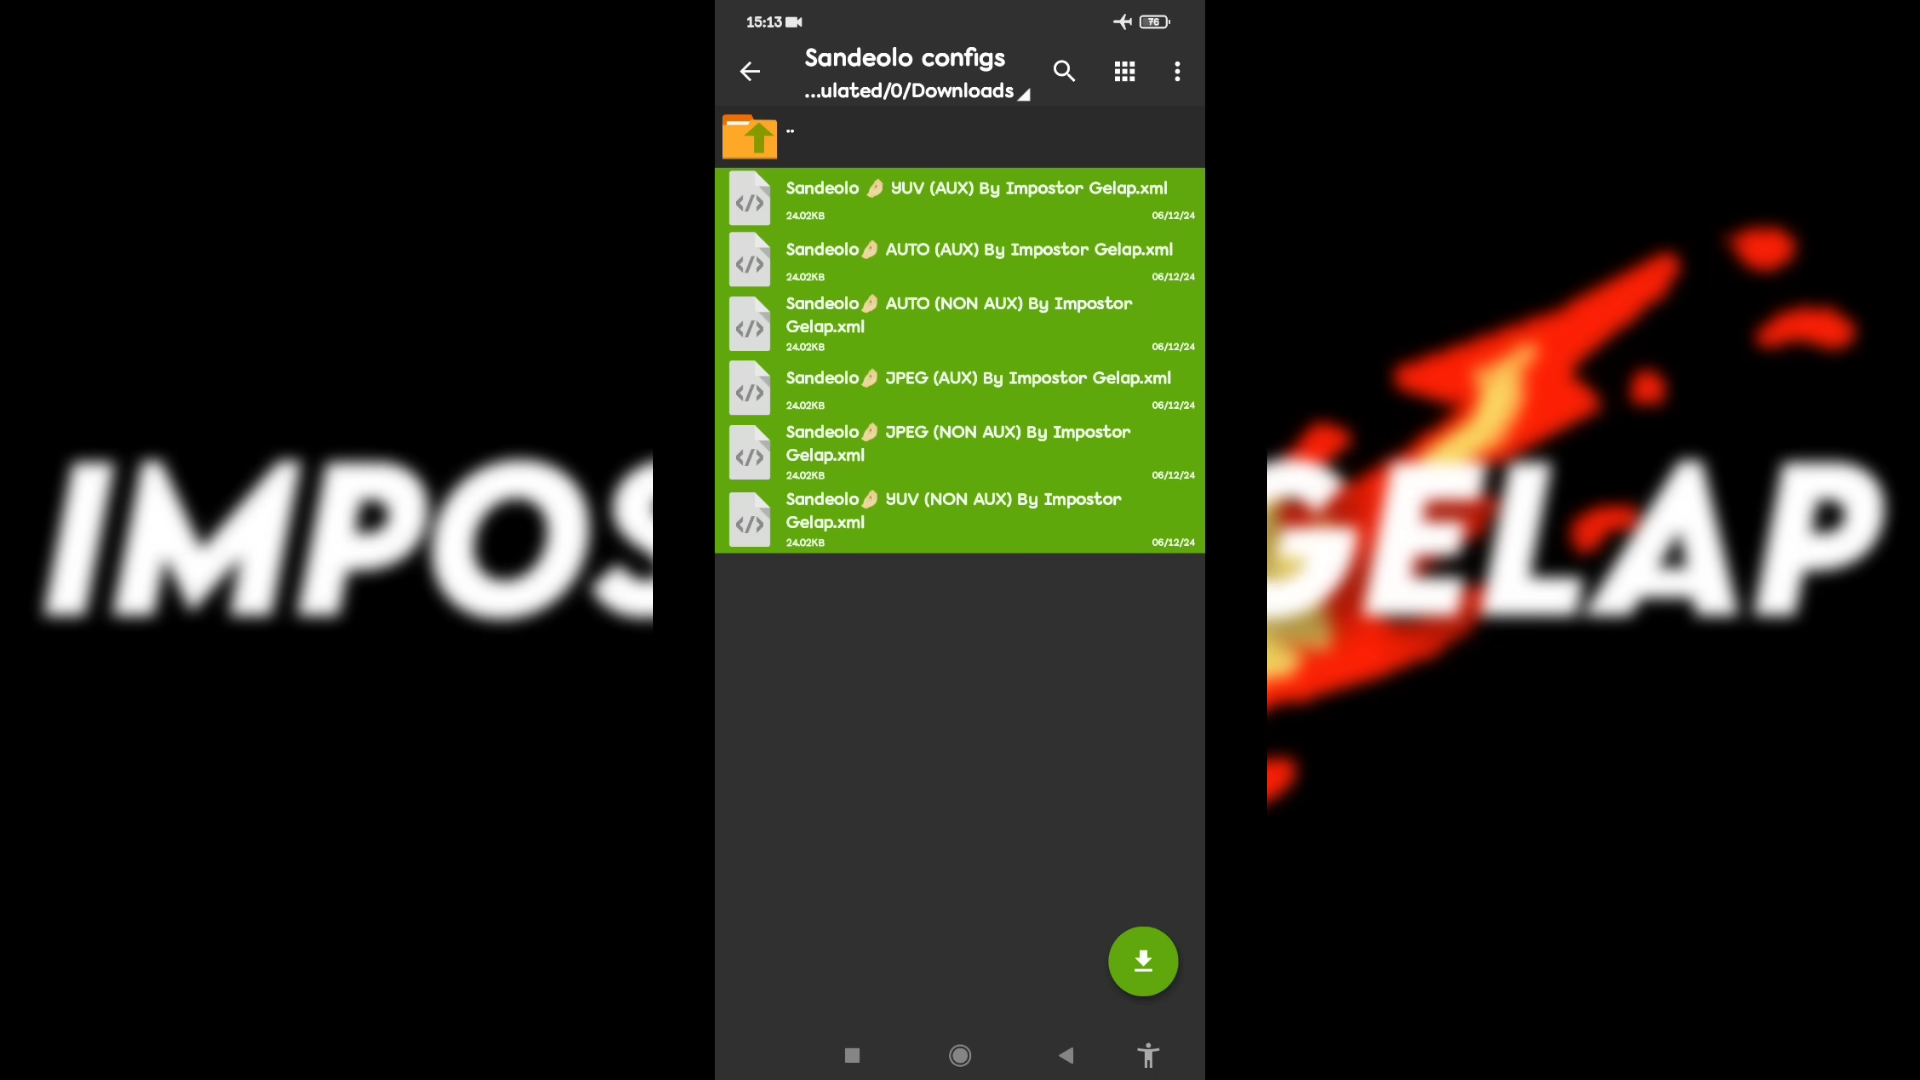 15:13
76
Sandeolo configs
...ulated/0/Downloads
..
Sandeolo 🤌🏻 YUV (AUX) By Impostor Gelap.xml
24.02KB 06/12/24
Sandeolo🤌🏻 AUTO (AUX) By Impostor Gelap.xml
24.02KB 06/12/24
Sandeolo🤌🏻 AUTO (NON AUX) By Impostor
Gelap.xml
24.02KB 06/12/24
Sandeolo🤌🏻 JPEG (AUX) By Impostor Gelap.xml
24.02KB 06/12/24
Sandeolo🤌🏻 JPEG (NON AUX) By Impostor
Gelap.xml
24.02KB 06/12/24
Sandeolo🤌🏻 YUV (NON AUX) By Impostor
Gelap.xml
24.02KB 06/12/24
IMPOS GELAP